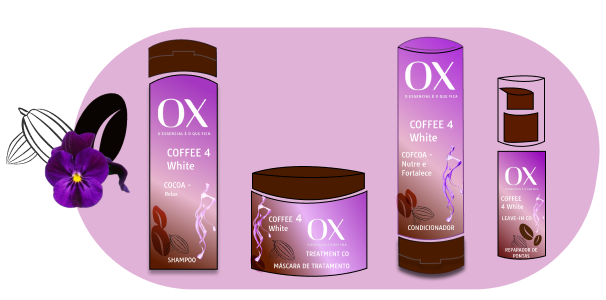 OX
O ESSENCIAL É O QUE FICA
COFFEE 4
White
COCOA -
Relax
SHAMPOO
COFFEE 4
White
OX
TREATMENT CO
MÁSCARA DE TRATAMENTO
OX
O ESSENCIAL É O QUE FICA
COFFEE 4
White
COFCOA -
Nutre e
Fortalece
CONDICIONADOR
OX
COFFEE
4 White
LEAVE-IN CO
REPARADOR DE
PONTAS